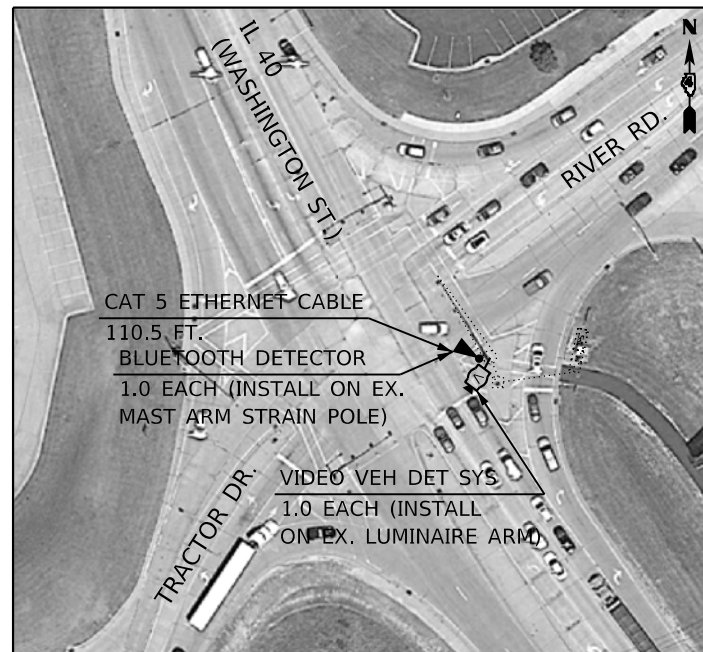 IL 40
(WASHINGTON ST.)
N
4
RIVER RD.
CAT 5 ETHERNET CABLE
110.5 FT.
BLUETOOTH DETECTOR
1.0 EACH (INSTALL ON EX.
MAST ARM STRAIN POLE)
VIDEO VEH DET SYS
1.0 EACH (INSTALL
ON EX. LUMINAIRE ARM)
TRACTOR DR.